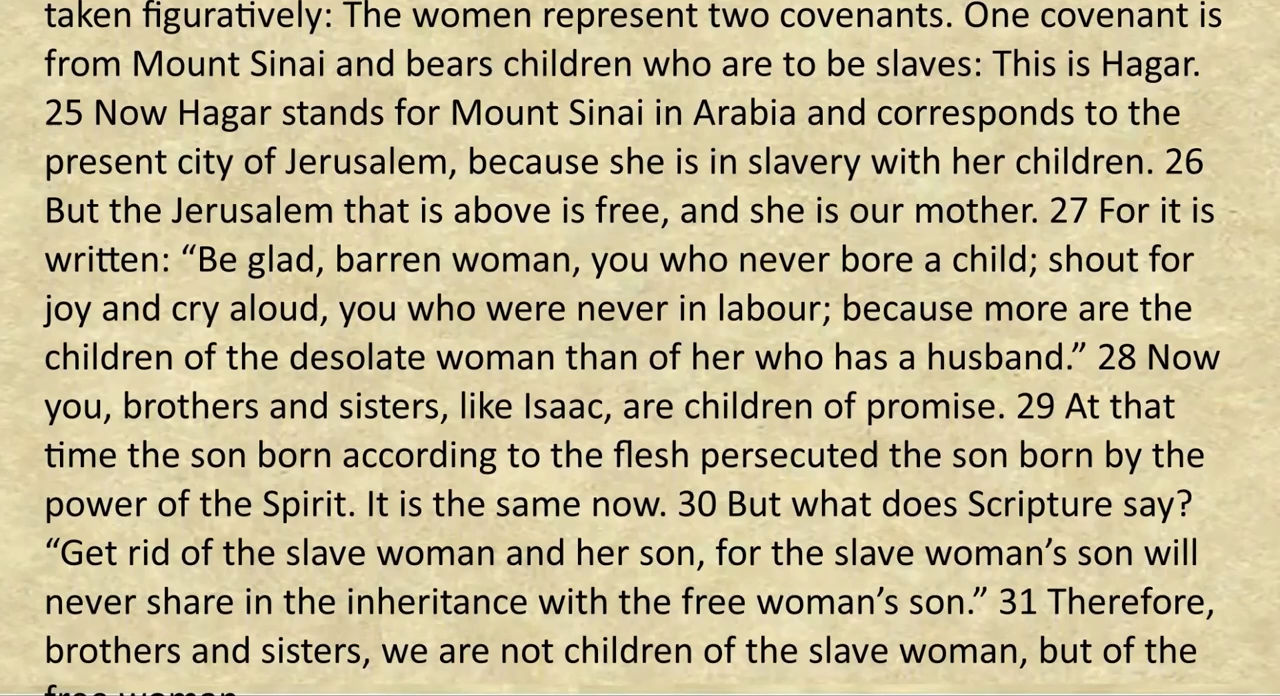 taken figuratively: The women represent two covenants. One covenant is
from Mount Sinai and bears children who are to be slaves: This is Hagar.
25 Now Hagar stands for Mount Sinai in Arabia and corresponds to the
present city of Jerusalem, because she is in slavery with her children. 26
But the Jerusalem that is above is free, and she is our mother. 27 For it is
written: “Be glad, barren woman, you who never bore a child; shout for
joy and cry aloud, you who were never in labour; because more are the
children of the desolate woman than of her who has a husband.” 28 Now
you, brothers and sisters, like Isaac, are children of promise. 29 At that
time the son born according to the flesh persecuted the son born by the
power of the Spirit. It is the same now. 30 But what does Scripture say?
“Get rid of the slave woman and her son, for the slave woman’s son will
never share in the inheritance with the free woman’s son.” 31 Therefore,
brothers and sisters, we are not children of the slave woman, but of the
free woman